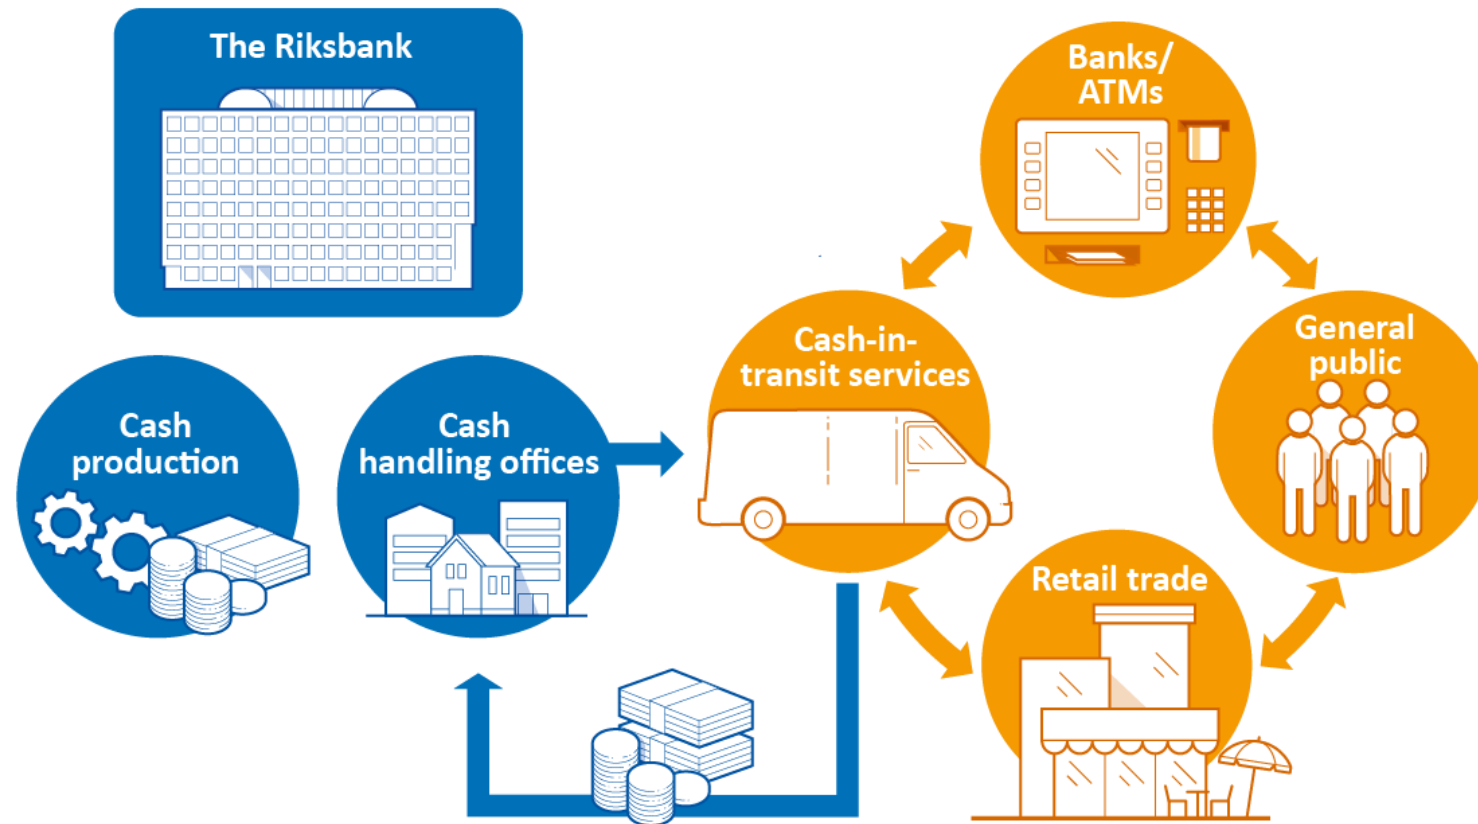 The Riksbank
Banks/
ATMs
Cash-in-
transit services
General
public
Cash
production
Cash
handling offices
Retail trade